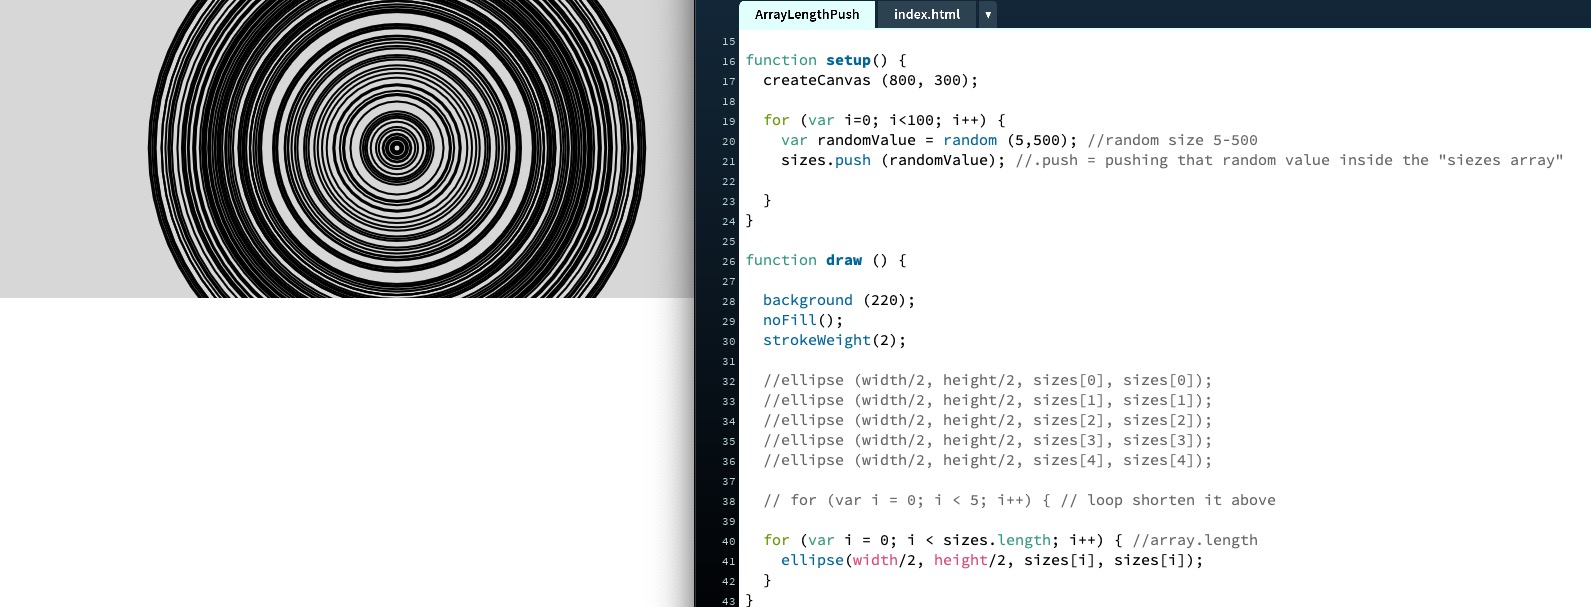 ArrayLengthPush index.html ▼
15
16 function setup() {
17 createCanvas (800, 300);
18
19 for (var i=0; i<100; i++) {
20 var randomValue = random (5,500); //random size 5-500
21 sizes.push (randomValue); //.push = pushing that random value inside the "siezes array"
22
23 }
24 }
25
26 function draw () {
27
28 background (220);
29 noFill();
30 strokeWeight(2);
31
32 //ellipse (width/2, height/2, sizes[0], sizes[0]);
33 //ellipse (width/2, height/2, sizes[1], sizes[1]);
34 //ellipse (width/2, height/2, sizes[2], sizes[2]);
35 //ellipse (width/2, height/2, sizes[3], sizes[3]);
36 //ellipse (width/2, height/2, sizes[4], sizes[4]);
37
38 // for (var i = 0; i < 5; i++) { // loop shorten it above
39
40 for (var i = 0; i < sizes.length; i++) { //array.length
41 ellipse(width/2, height/2, sizes[i], sizes[i]);
42 }
43 }